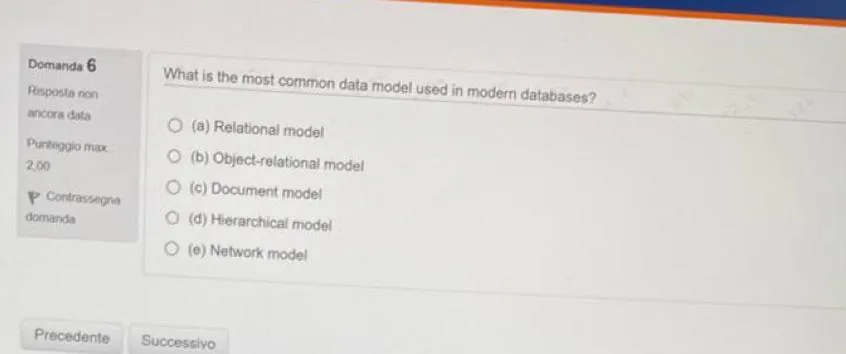 Domanda 6
Risposta non
ancora data
Punteggio max.:
2,00
Contrassegna
domanda
What is the most common data model used in modern databases?
(a) Relational model
(b) Object-relational model
(c) Document model
(d) Hierarchical model
(e) Network model
Precedente
Successivo